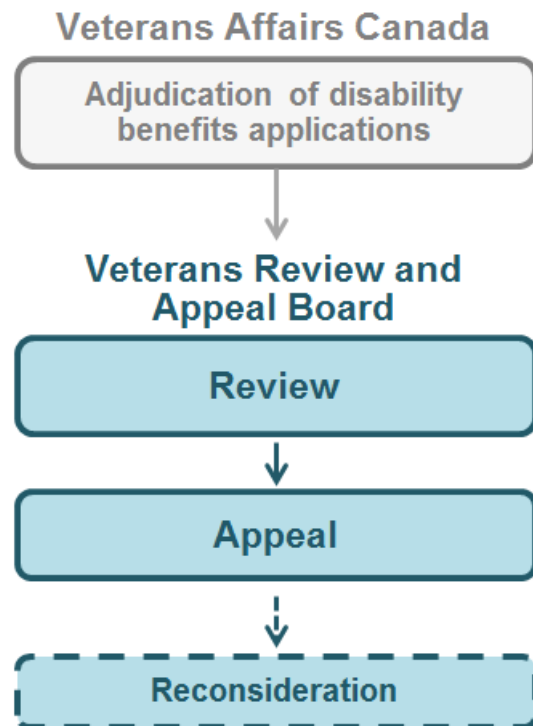 Veterans Affairs Canada
Adjudication of disability
benefits applications
Veterans Review and
Appeal Board
Review
Appeal
Reconsideration